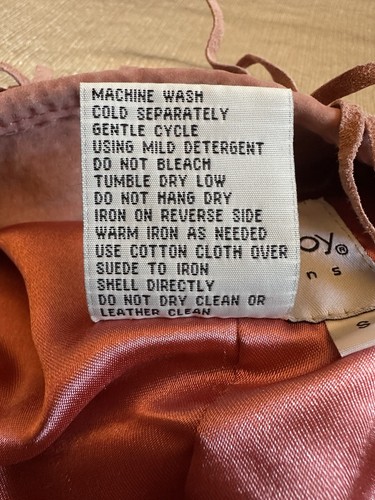 MACHINE WASH
COLD SEPARATELY
GENTLE CYCLE
USING MILD DETERGENT
DO NOT BLEACH
TUMBLE DRY LOW
DO NOT HANG DRY
IRON ON REVERSE SIDE
WARM IRON AS NEEDED
USE COTTON CLOTH OVER
SUEDE TO IRON
SHELL DIRECTLY
DO NOT DRY CLEAN OR
LEATHER CLEAN
oy®
ns
S